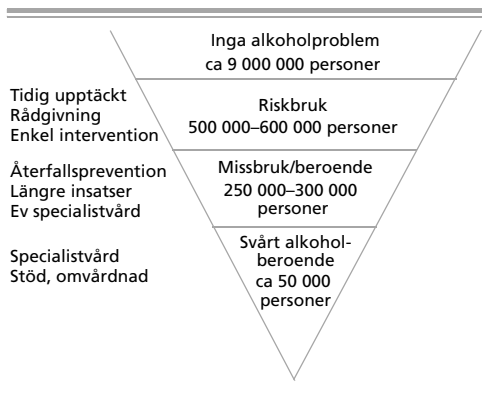 Inga alkoholproblem
ca 9 000 000 personer
Tidig upptäckt
Rådgivning
Enkel intervention
Riskbruk
500 000–600 000 personer
Återfallsprevention
Längre insatser
Ev specialistvård
Missbruk/beroende
250 000–300 000
personer
Specialistvård
Stöd, omvårdnad
Svårt alkohol-
beroende
ca 50 000
personer